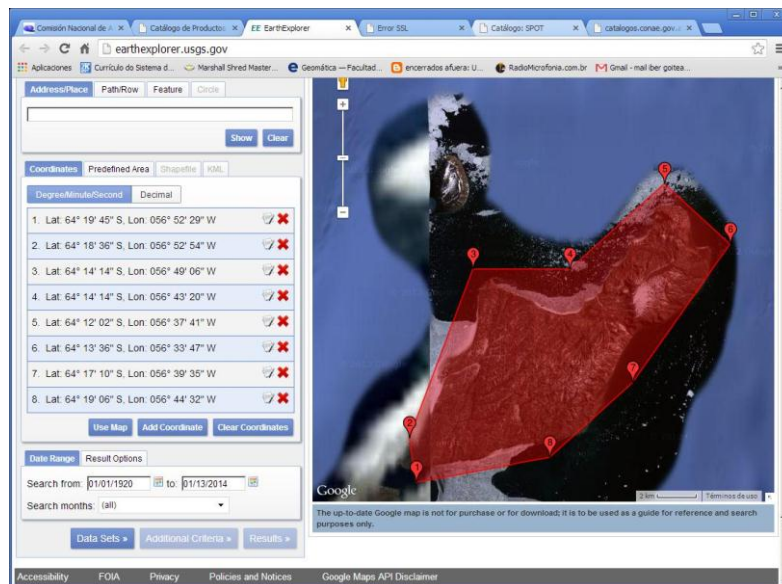 Comisión Nacional de A
Catálogo de Producto
EE EarthExplorer
Error SSL
Catálogo: SPOT
catalogos.conae.gov.
earthexplorer.usgs.gov
Aplicaciones
Currículo do Sistema d...
Marshall Shred Master...
Geomática — Facultad...
encerrados afuera: U...
RadioMicrofonia.com.br
Gmail - mail iber goitea...
Address/Place Path/Row Feature Circle
Show Clear
Coordinates Predefined Area Shapefile KML
Degree/Minute/Second Decimal
1. Lat: 64° 19' 45" S, Lon: 056° 52' 29" W
2. Lat: 64° 18' 36" S, Lon: 056° 52' 54" W
3. Lat: 64° 14' 14" S, Lon: 056° 49' 06" W
4. Lat: 64° 14' 14" S, Lon: 056° 43' 20" W
5. Lat: 64° 12' 02" S, Lon: 056° 37' 41" W
6. Lat: 64° 13' 36" S, Lon: 056° 33' 47" W
7. Lat: 64° 17' 10" S, Lon: 056° 39' 35" W
8. Lat: 64° 19' 06" S, Lon: 056° 44' 32" W
Use Map Add Coordinate Clear Coordinates
Date Range Result Options
Search from: 01/01/1920 to: 01/13/2014
Search months: (all)
Data Sets » Additional Criteria » Results »
5
6
3
4
7
2
8
1
Google
2 km
Términos de uso
The up-to-date Google map is not for purchase or for download; it is to be used as a guide for reference and search
purposes only.
Accessibility FOIA Privacy Policies and Notices Google Maps API Disclaimer